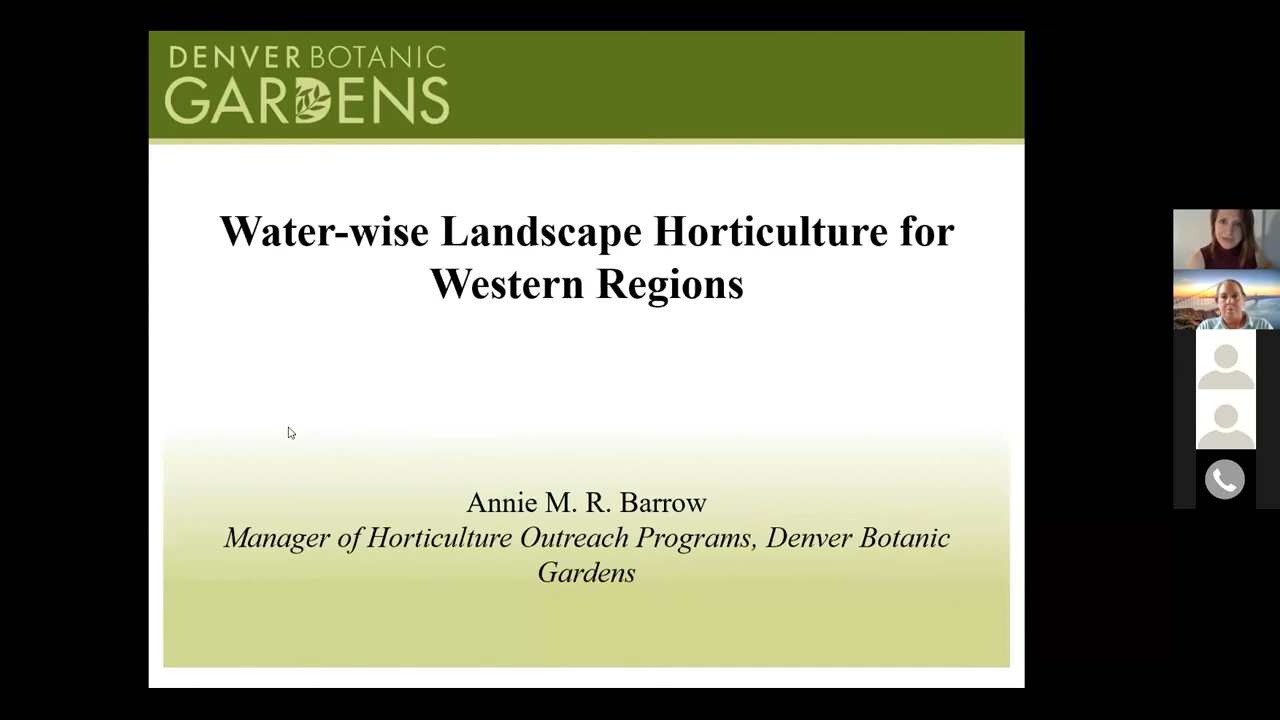 DENVER BOTANIC
GARDENS
Water-wise Landscape Horticulture for
Western Regions
Annie M. R. Barrow
Manager of Horticulture Outreach Programs, Denver Botanic
Gardens